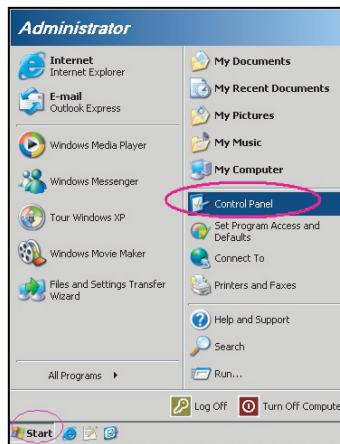 Administrator
Internet
Internet Explorer
E-mail
Outlook Express
Windows Media Player
Windows Messenger
Tour Windows XP
Windows Movie Maker
Files and Settings Transfer
Wizard
All Programs
My Documents
My Recent Documents
My Pictures
My Music
My Computer
Control Panel
Set Program Access and
Defaults
Connect To
Printers and Faxes
Help and Support
Search
Run...
Log Off
Turn Off Compute
Start